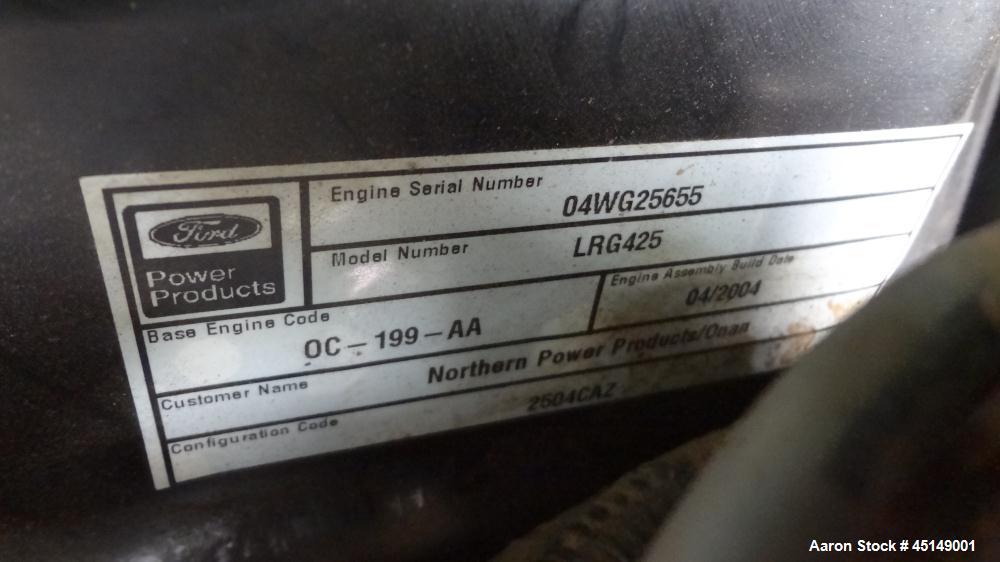 Ford
Power
Products
Engine Serial Number
04WG25655
Model Number
LRG425
Base Engine Code
OC-199-AA
Engine Assembly Build Date
04/2004
Customer Name
Northern Power Products/Onan
Configuration Code
2504CAZ
Aaron Stock # 45149001